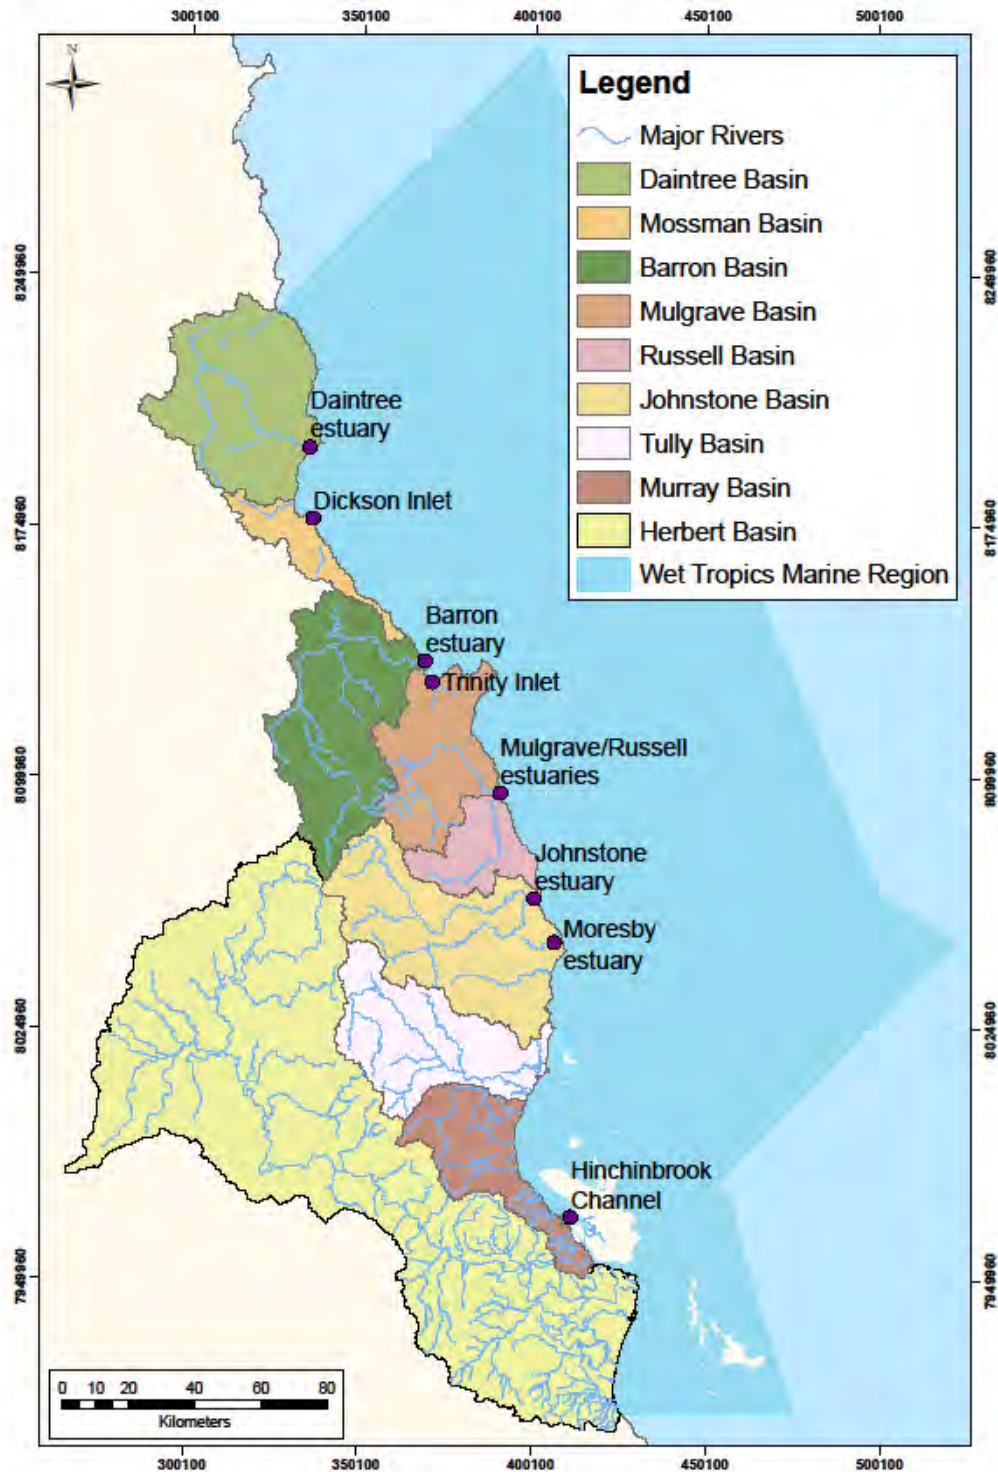 300100 350100 400100 450100 500100
N
Legend
Major Rivers
Daintree Basin
Mossman Basin
Barron Basin
Mulgrave Basin
Russell Basin
Johnstone Basin
Tully Basin
Murray Basin
Herbert Basin
Wet Tropics Marine Region
8249960 8249960
Daintree
estuary
Dickson Inlet
8174960 8174960
Barron
estuary
Trinity Inlet
Mulgrave/Russell
estuaries
8099960 8099960
Johnstone
estuary
Moresby
estuary
8024960 8024960
Hinchinbrook
Channel
7949960 7949960
0 10 20 40 60 80
Kilometers
300100 350100 400100 450100 500100